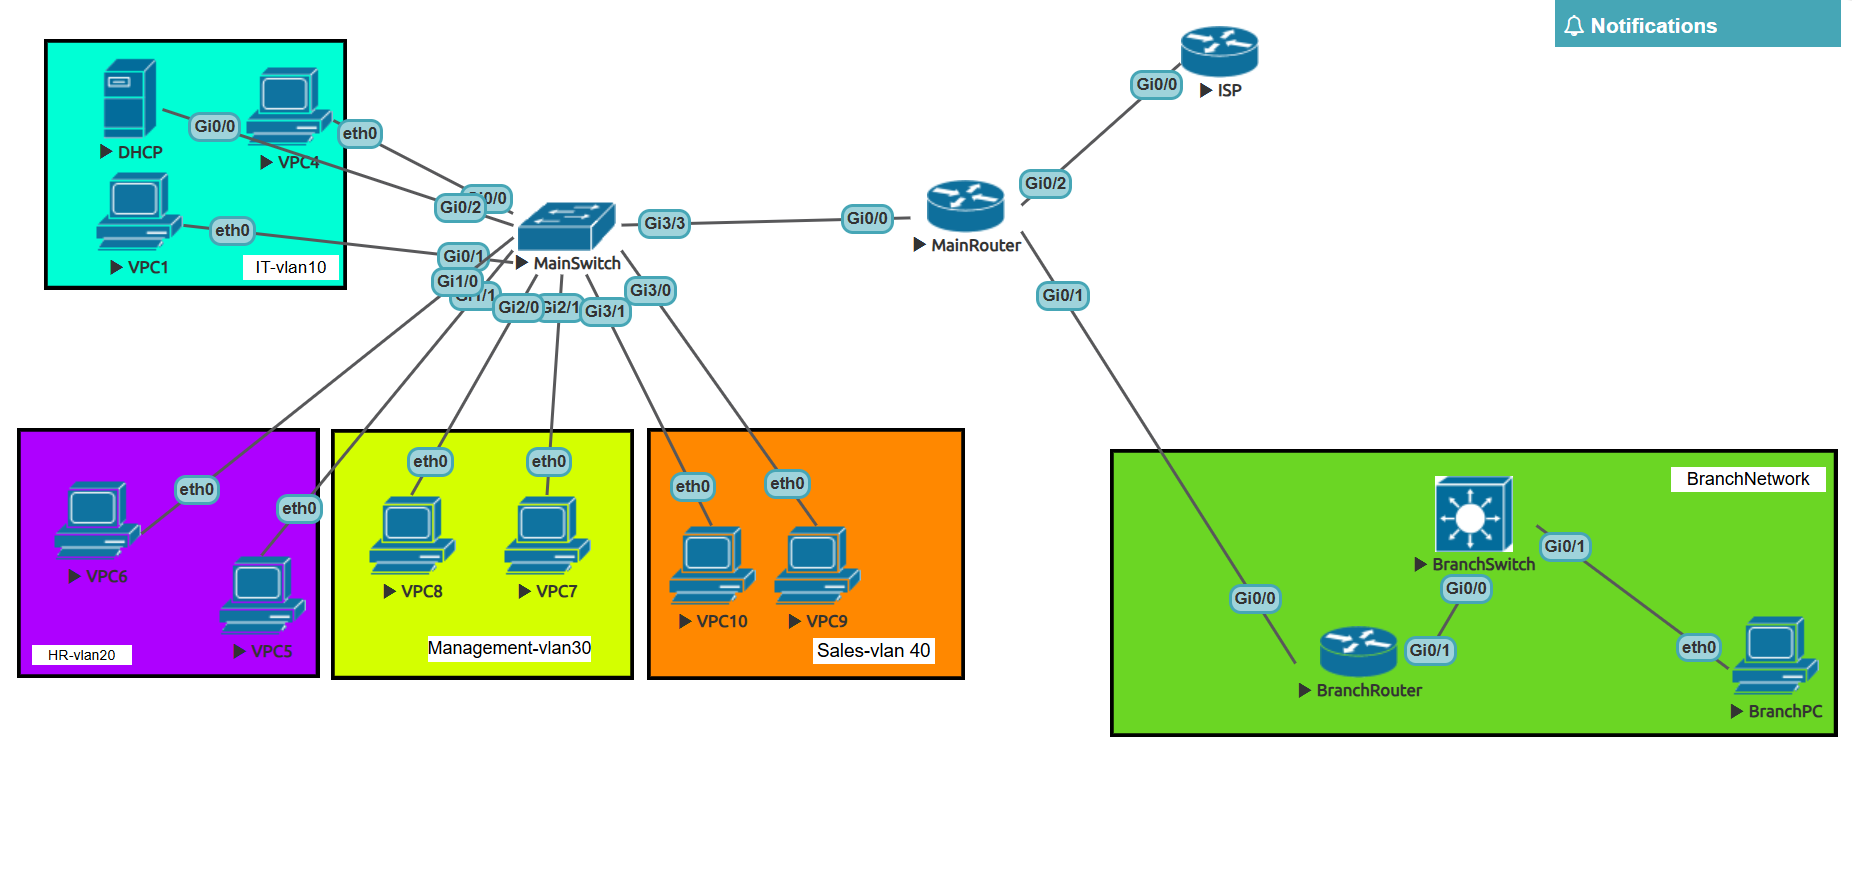 Notifications
Gi0/0
ISP
DHCP
Gi0/0
VPC4
eth0
VPC1
eth0
IT-vlan10
Gi0/0
Gi0/2
Gi0/1
Gi1/0
Gi1/1
Gi2/0
Gi2/1
Gi3/1
Gi3/0
MainSwitch
Gi3/3
Gi0/0
MainRouter
Gi0/2
Gi0/1
eth0
VPC6
eth0
VPC5
HR-vlan20
eth0
VPC8
eth0
VPC7
Management-vlan30
eth0
VPC10
eth0
VPC9
Sales-vlan 40
BranchNetwork
BranchSwitch
Gi0/1
Gi0/0
Gi0/0
Gi0/1
BranchRouter
eth0
BranchPC